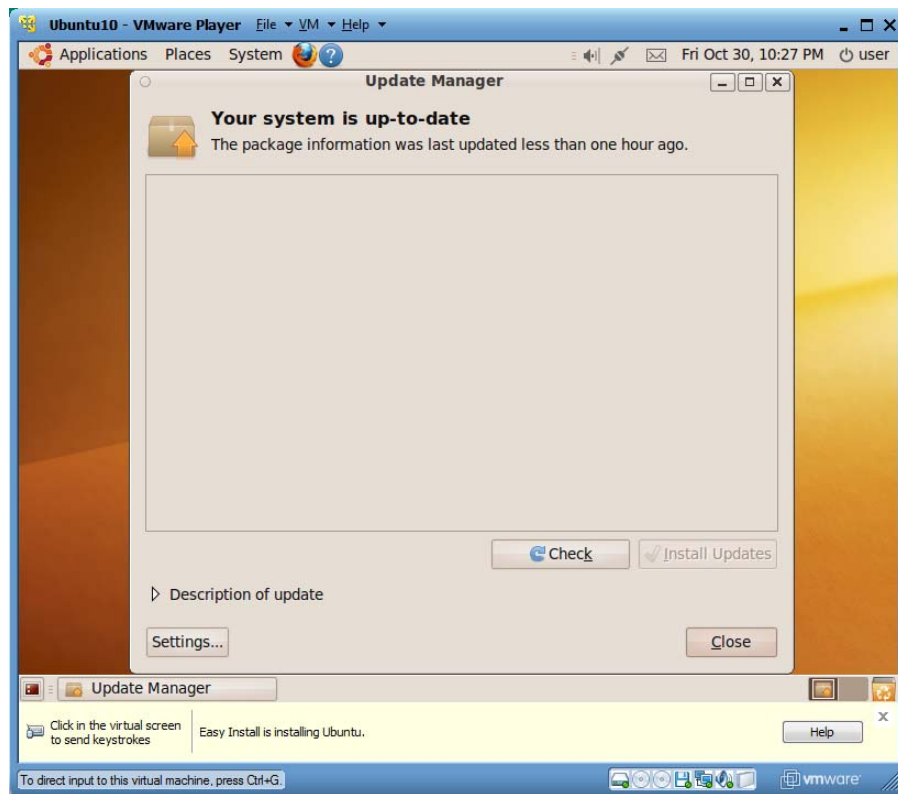 Ubuntu10 - VMware Player File VM Help
Applications Places System Fri Oct 30, 10:27 PM user
Update Manager
Your system is up-to-date
The package information was last updated less than one hour ago.
Check Install Updates
Description of update
Settings... Close
Update Manager
Click in the virtual screen
to send keystrokes
Easy Install is installing Ubuntu.
Help
To direct input to this virtual machine, press Ctrl+G.
vmware